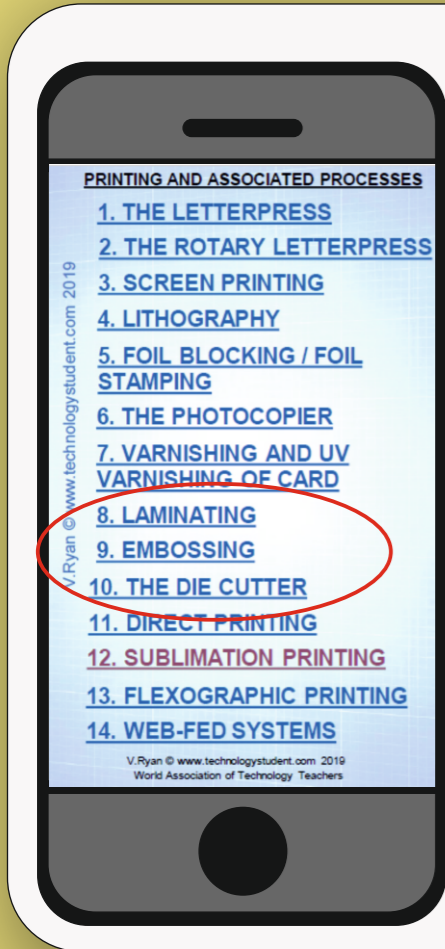 PRINTING AND ASSOCIATED PROCESSES
1. THE LETTERPRESS
2. THE ROTARY LETTERPRESS
3. SCREEN PRINTING
4. LITHOGRAPHY
5. FOIL BLOCKING / FOIL
STAMPING
6. THE PHOTOCOPIER
7. VARNISHING AND UV
VARNISHING OF CARD
8. LAMINATING
9. EMBOSSING
10. THE DIE CUTTER
11. DIRECT PRINTING
12. SUBLIMATION PRINTING
13. FLEXOGRAPHIC PRINTING
14. WEB-FED SYSTEMS
V.Ryan © www.technologystudent.com 2019
World Association of Technology Teachers
V.Ryan © www.technologystudent.com 2019